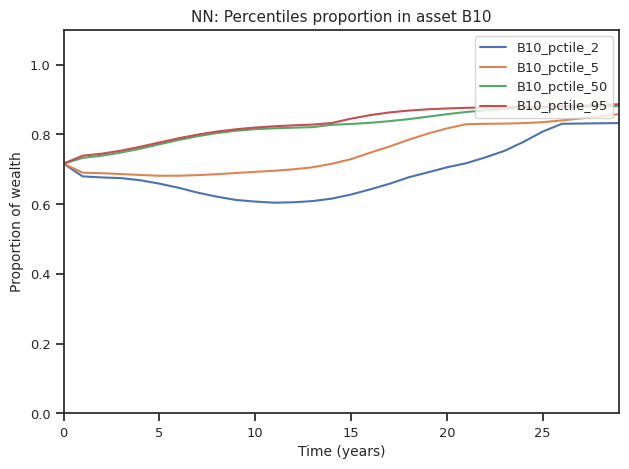 NN: Percentiles proportion in asset B10
B10_pctile_2
B10_pctile_5
B10_pctile_50
B10_pctile_95
Proportion of wealth
1.0
0.8
0.6
0.4
0.2
0.0
0 5 10 15 20 25
Time (years)